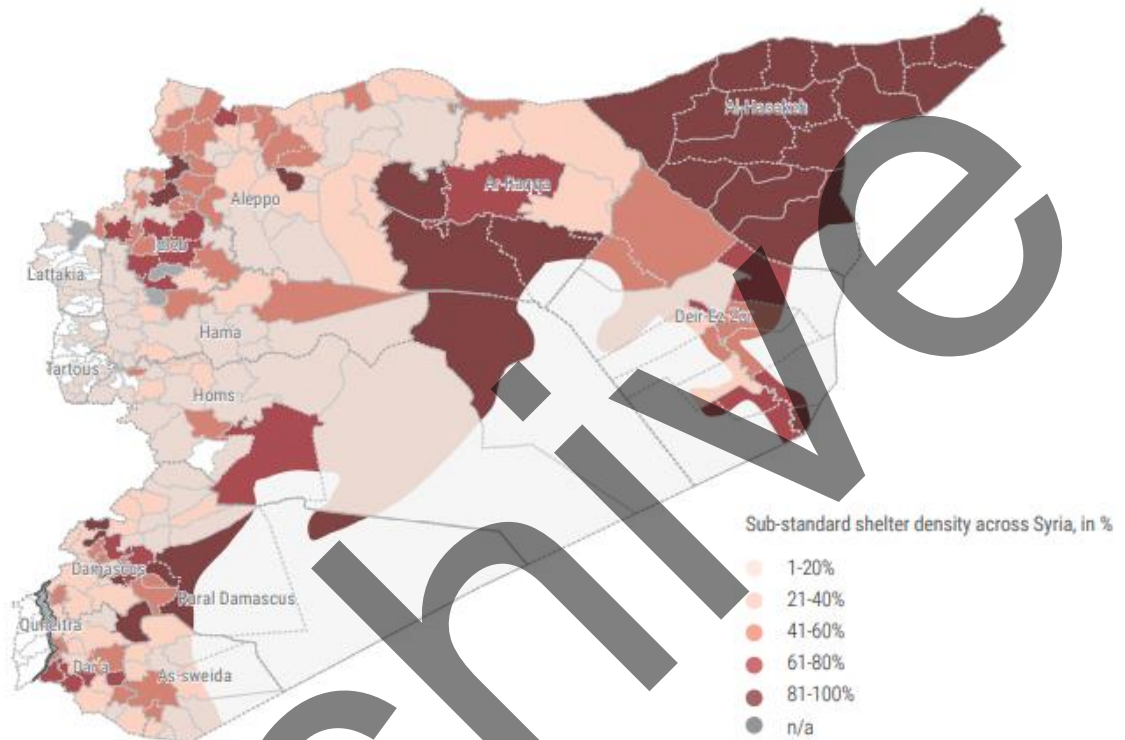 Al-Hasakeh
Ar-Raqqa
Aleppo
Idleb
Lattakia
Deir-Ez-Zor
Hama
Tartous
Homs
Sub-standard shelter density across Syria, in %
1-20%
Damascus
21-40%
Rural Damascus
Quneitra
41-60%
61-80%
Dar'a
As-sweida
81-100%
n/a
chive